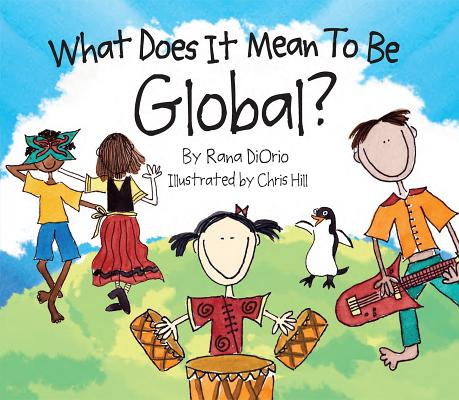 What Does It Mean To Be
Global?
By Rana DiOrio
Illustrated by Chris Hill